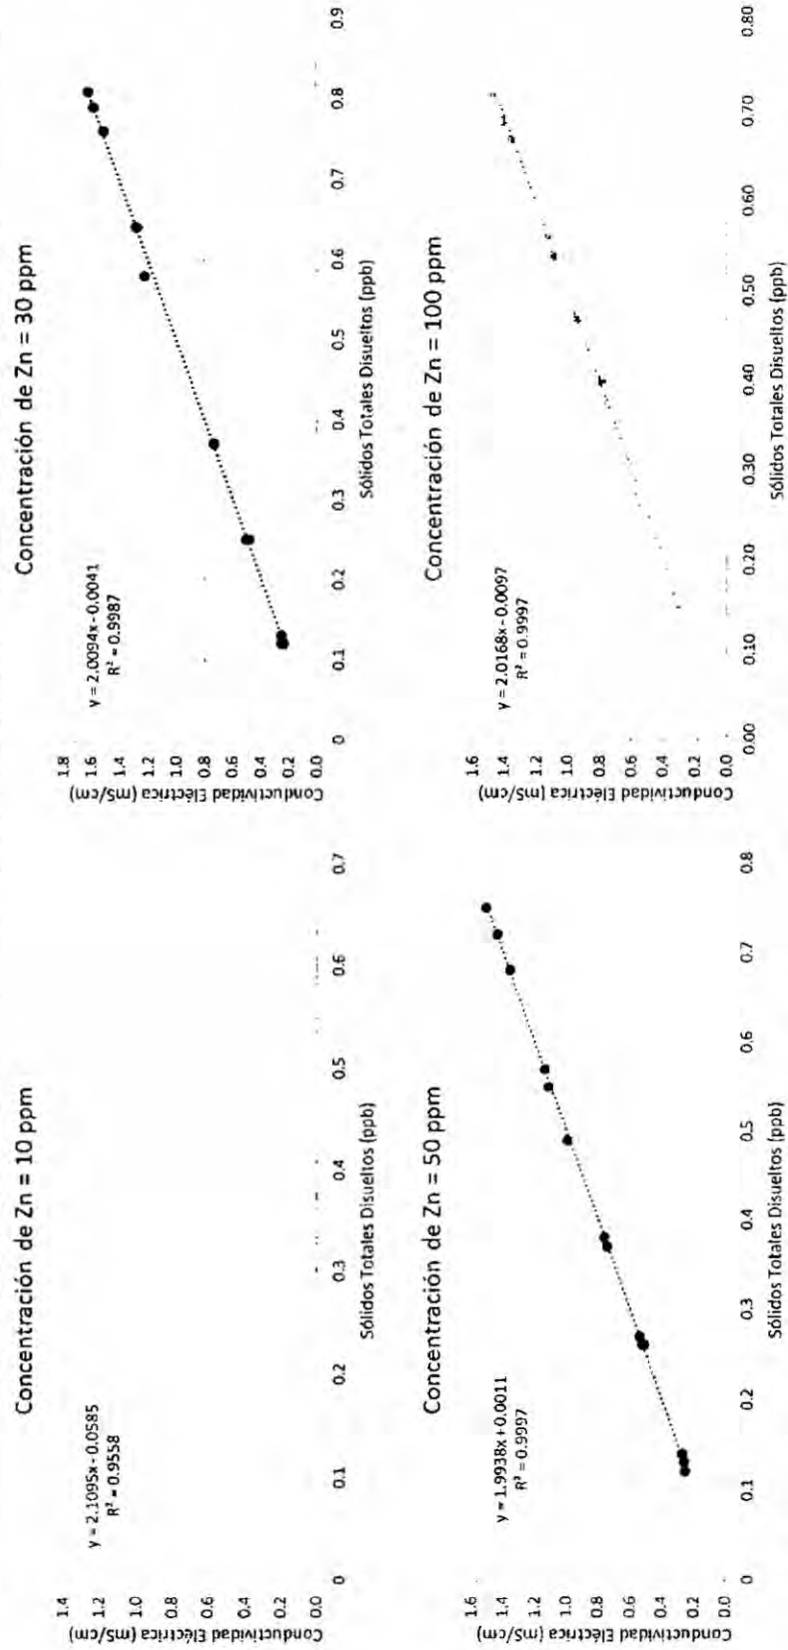 Concentración de Zn = 10 ppm
y = 2.1095x - 0.0585
R² = 0.9558
1.4
1.2
1.0
0.8
0.6
0.4
0.2
0.0
Conductividad Eléctrica (mS/cm)
0 0.1 0.2 0.3 0.4 0.5 0.6 0.7
Sólidos Totales Disueltos (ppb)
Concentración de Zn = 30 ppm
y = 2.0094x - 0.0041
R² = 0.9987
1.8
1.6
1.4
1.2
1.0
0.8
0.6
0.4
0.2
0.0
Conductividad Eléctrica (mS/cm)
0 0.1 0.2 0.3 0.4 0.5 0.6 0.7 0.8 0.9
Sólidos Totales Disueltos (ppb)
Concentración de Zn = 50 ppm
y = 1.9938x + 0.0011
R² = 0.9997
1.6
1.4
1.2
1.0
0.8
0.6
0.4
0.2
0.0
Conductividad Eléctrica (mS/cm)
0 0.1 0.2 0.3 0.4 0.5 0.6 0.7 0.8
Sólidos Totales Disueltos (ppb)
Concentración de Zn = 100 ppm
y = 2.0168x - 0.0097
R² = 0.9997
1.6
1.4
1.2
1.0
0.8
0.6
0.4
0.2
0.0
Conductividad Eléctrica (mS/cm)
0.00 0.10 0.20 0.30 0.40 0.50 0.60 0.70 0.80
Sólidos Totales Disueltos (ppb)